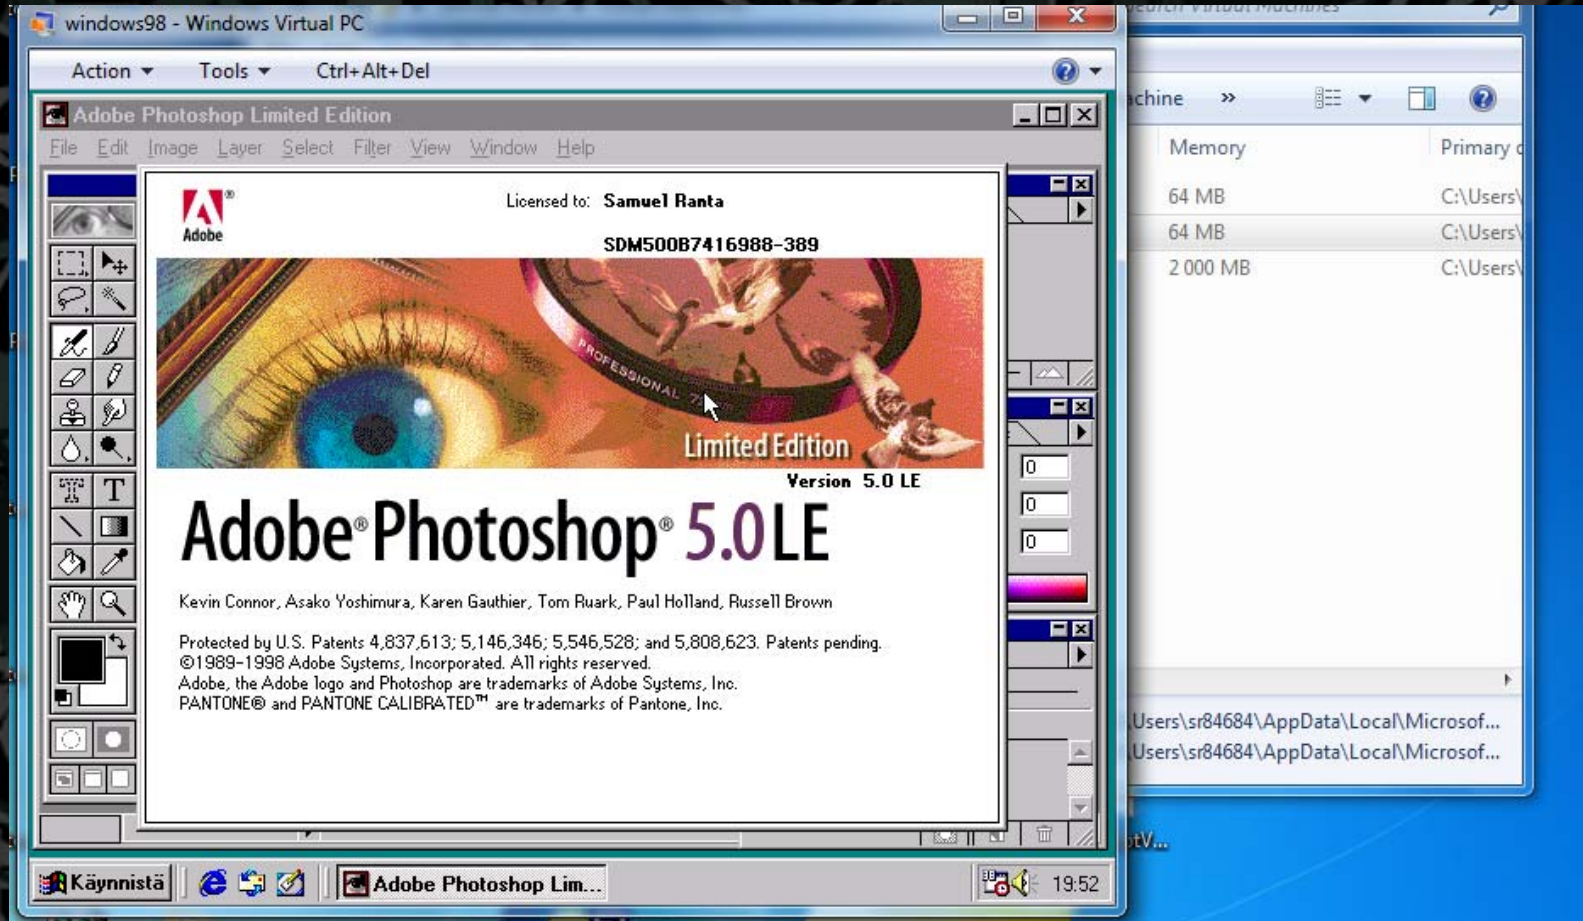 windows98 - Windows Virtual PC
Action Tools Ctrl+Alt+Del
Adobe Photoshop Limited Edition
File Edit Image Layer Select Filter View Window Help
Adobe
Licensed to: Samuel Ranta
SDM500B7416988-389
PROFESSIONAL
Limited Edition
Version 5.0 LE
Adobe® Photoshop® 5.0 LE
Kevin Connor, Asako Yoshimura, Karen Gauthier, Tom Ruark, Paul Holland, Russell Brown
Protected by U.S. Patents 4,837,613; 5,146,346; 5,546,528; and 5,808,623. Patents pending.
©1989-1998 Adobe Systems, Incorporated. All rights reserved.
Adobe, the Adobe logo and Photoshop are trademarks of Adobe Systems, Inc.
PANTONE® and PANTONE CALIBRATED™ are trademarks of Pantone, Inc.
0
0
0
Käynnistä Adobe Photoshop Lim... 19:52
Virtual Machines
achine »
Memory Primary
64 MB C:\Users\
64 MB C:\Users\
2 000 MB C:\Users\
\Users\sr84684\AppData\Local\Microsof...
\Users\sr84684\AppData\Local\Microsof...
otV...